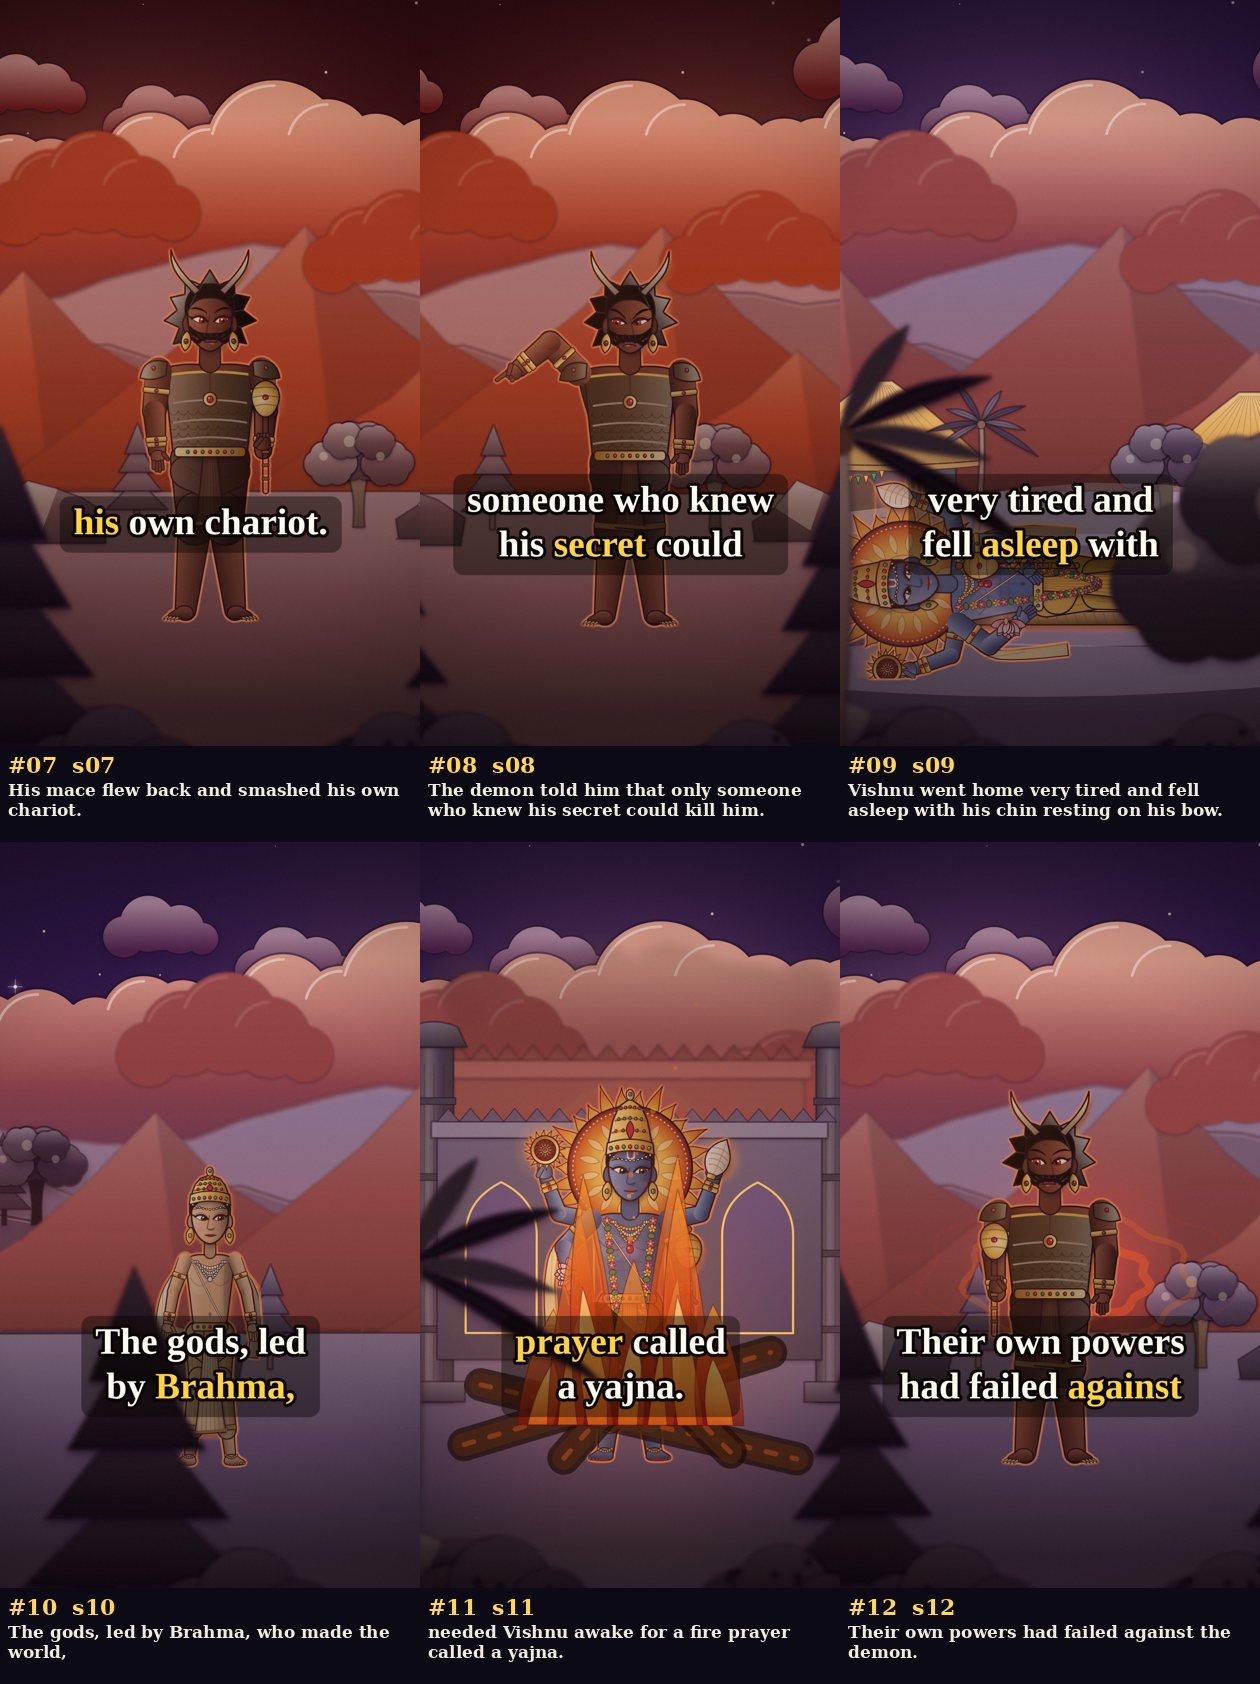 his own chariot.
#07 s07
His mace flew back and smashed his own
chariot.
someone who knew
his secret could
#08 s08
The demon told him that only someone
who knew his secret could kill him.
very tired and
fell asleep with
#09 s09
Vishnu went home very tired and fell
asleep with his chin resting on his bow.
The gods, led
by Brahma,
#10 s10
The gods, led by Brahma, who made the
world,
prayer called
a yajna.
#11 s11
needed Vishnu awake for a fire prayer
called a yajna.
Their own powers
had failed against
#12 s12
Their own powers had failed against the
demon.